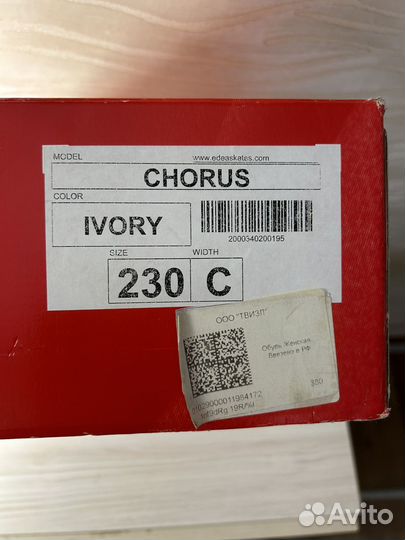 MODEL www.edeaskates.com
CHORUS
COLOR
IVORY
2000340200195
SIZE WIDTH
230 C
ООО "ТВИЗЛ"
Обувь Женская
Ввезено в РФ
Avito